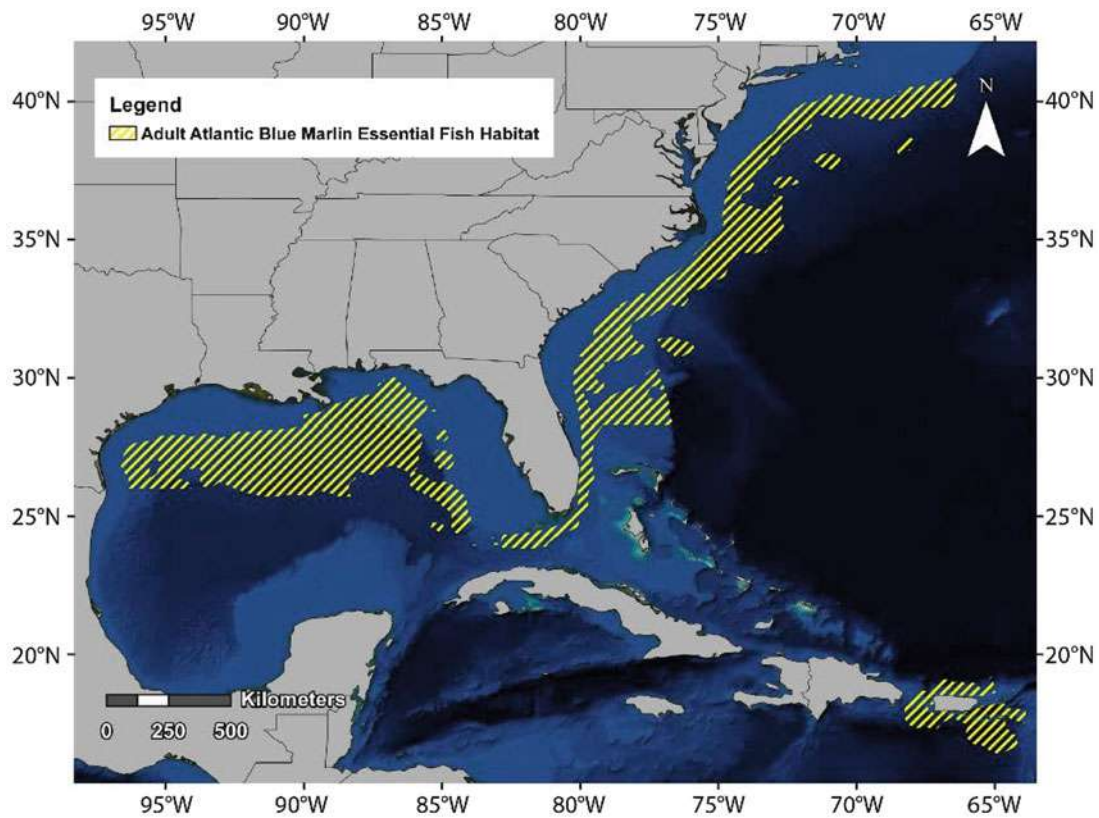 95°W 90°W 85°W 80°W 75°W 70°W 65°W
Legend
Adult Atlantic Blue Marlin Essential Fish Habitat
N
40°N 40°N
35°N 35°N
30°N 30°N
25°N 25°N
20°N 20°N
Kilometers
0 250 500
95°W 90°W 85°W 80°W 75°W 70°W 65°W